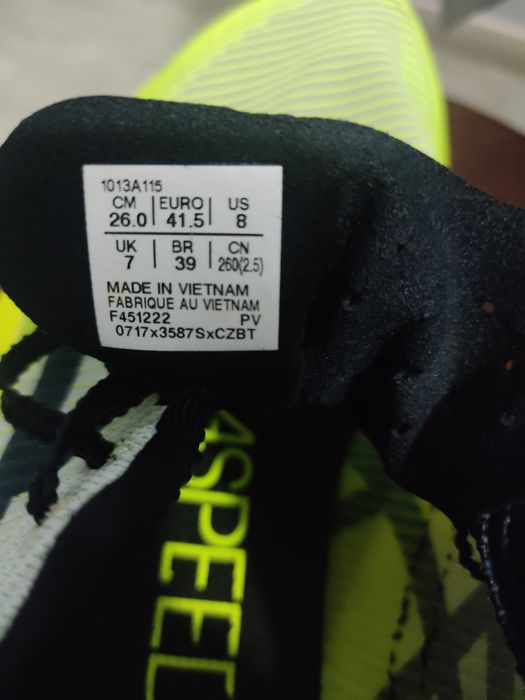 1013A115
CM EURO US
26.0 41.5 8
UK BR CN
7 39 260(2.5)
MADE IN VIETNAM
FABRIQUE AU VIETNAM
F451222 PV
0717x3587SxCZBT
ASPEED